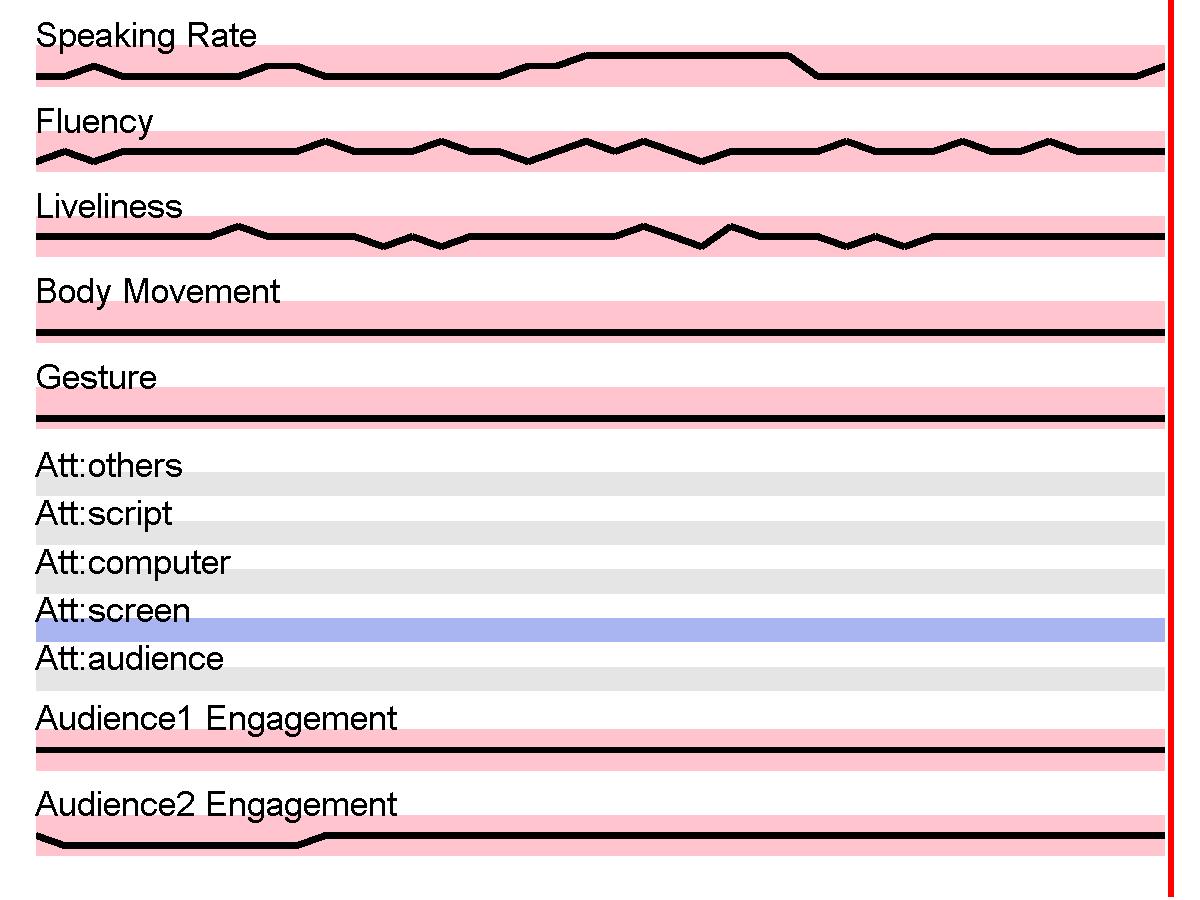 Speaking Rate
Fluency
Liveliness
Body Movement
Gesture
Att:others
Att:script
Att:computer
Att:screen
Att:audience
Audience1 Engagement
Audience2 Engagement